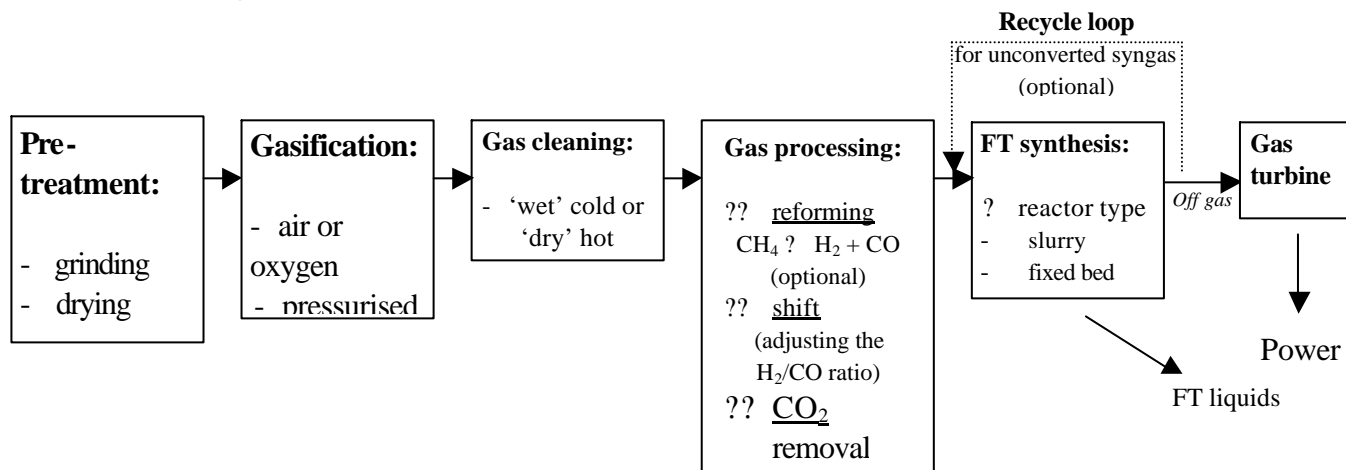 Recycle loop
for unconverted syngas
(optional)
Pre-
treatment:
- grinding
- drying
Gasification:
- air or
oxygen
- pressurised
Gas cleaning:
- ‘wet’ cold or
‘dry’ hot
Gas processing:
?? reforming
CH₄ ? H₂ + CO
(optional)
?? shift
(adjusting the
H₂/CO ratio)
?? CO₂
removal
FT synthesis:
? reactor type
- slurry
- fixed bed
Off gas
Gas
turbine
Power
FT liquids